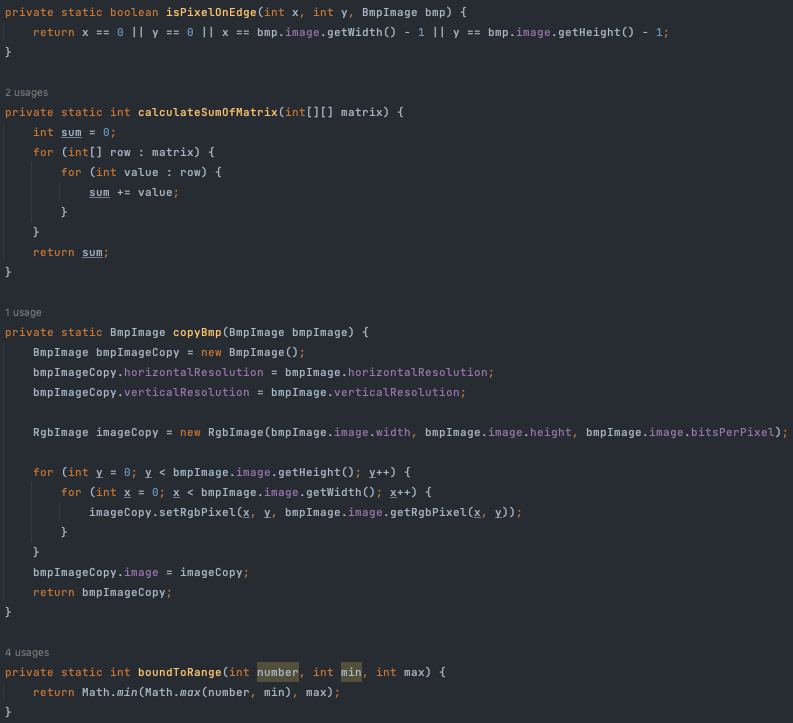 private static boolean isPixelOnEdge(int x, int y, BmpImage bmp) {
    return x == 0 || y == 0 || x == bmp.image.getWidth() - 1 || y == bmp.image.getHeight() - 1;
}
2 usages
private static int calculateSumOfMatrix(int[][] matrix) {
    int sum = 0;
    for (int[] row : matrix) {
        for (int value : row) {
            sum += value;
        }
    }
    return sum;
}
1 usage
private static BmpImage copyBmp(BmpImage bmpImage) {
    BmpImage bmpImageCopy = new BmpImage();
    bmpImageCopy.horizontalResolution = bmpImage.horizontalResolution;
    bmpImageCopy.verticalResolution = bmpImage.verticalResolution;
    RgbImage imageCopy = new RgbImage(bmpImage.image.width, bmpImage.image.height, bmpImage.image.bitsPerPixel);
    for (int y = 0; y < bmpImage.image.getHeight(); y++) {
        for (int x = 0; x < bmpImage.image.getWidth(); x++) {
            imageCopy.setRgbPixel(x, y, bmpImage.image.getRgbPixel(x, y));
        }
    }
    bmpImageCopy.image = imageCopy;
    return bmpImageCopy;
}
4 usages
private static int boundToRange(int number, int min, int max) {
    return Math.min(Math.max(number, min), max);
}